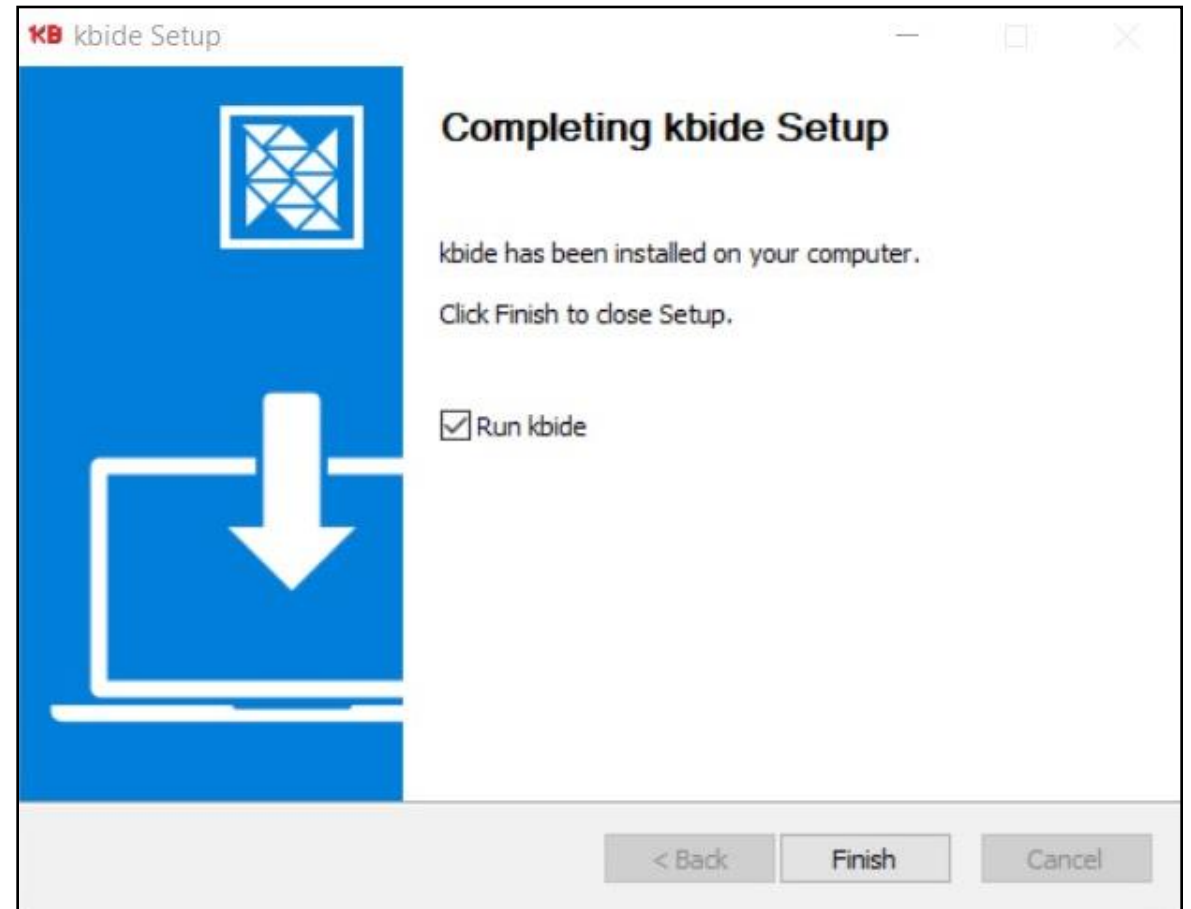 KB kbide Setup
Completing kbide Setup
kbide has been installed on your computer.
Click Finish to close Setup.
Run kbide
< Back Finish Cancel